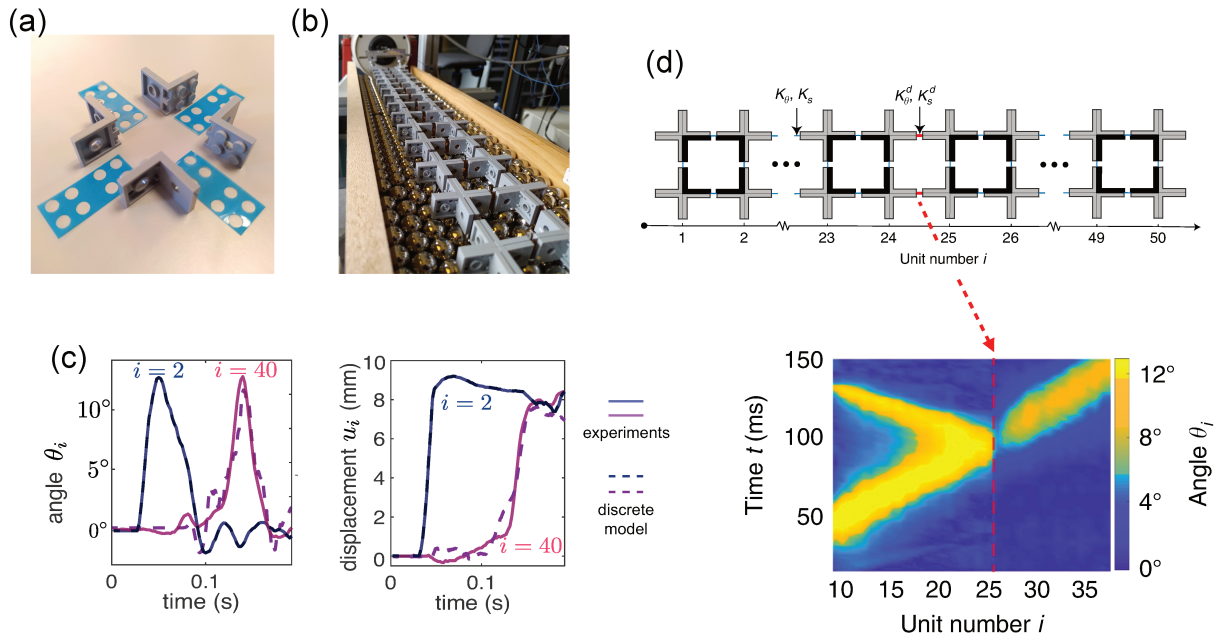 (a)
(b)
(d)
K_θ, K_s
K_θ^d, K_s^d
1 2 23 24 25 26 49 50
Unit number i
(c)
i = 2
i = 40
10°
5°
0°
angle θ_i
0 0.1
time (s)
10
8
6
4
2
0
displacement u_i (mm)
i = 2
i = 40
0 0.1
time (s)
experiments
discrete
model
150
100
50
Time t (ms)
10 15 20 25 30 35
Unit number i
12°
8°
4°
0°
Angle θ_i